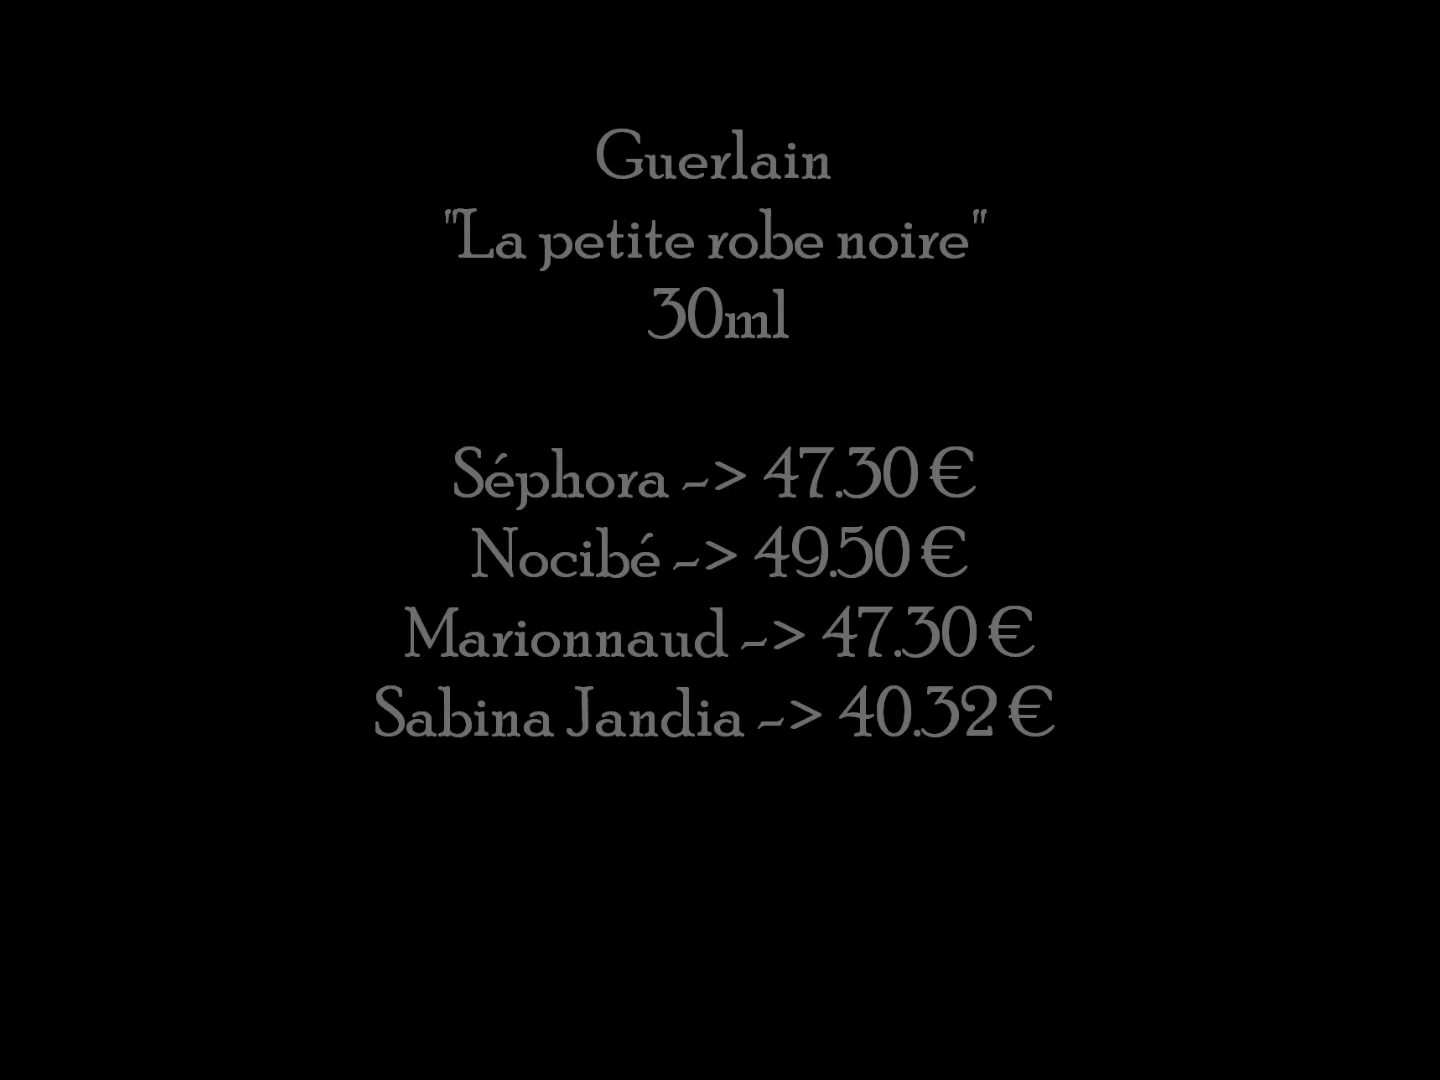 Guerlain
"La petite robe noire"
30ml
Séphora -> 47.30 €
Nocibé -> 49.50 €
Marionnaud -> 47.30 €
Sabina Jandia -> 40.32 €